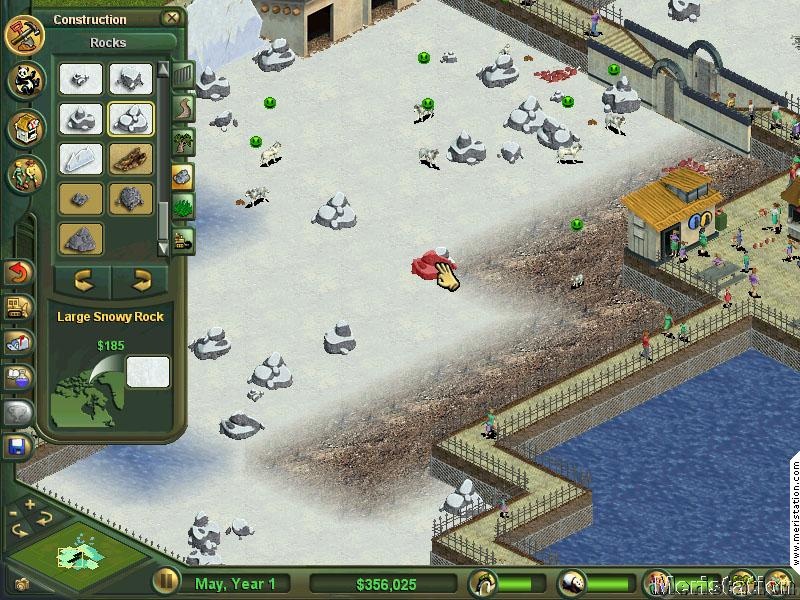 Construction
Rocks
Large Snowy Rock
$185
May, Year 1
$356,025
www.meristation.com
Meristation